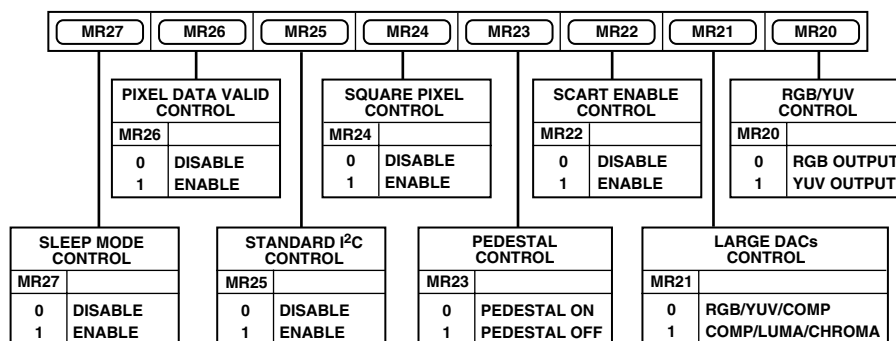 MR27 MR26 MR25 MR24 MR23 MR22 MR21 MR20
PIXEL DATA VALID
CONTROL
MR26
0 DISABLE
1 ENABLE
SQUARE PIXEL
CONTROL
MR24
0 DISABLE
1 ENABLE
SCART ENABLE
CONTROL
MR22
0 DISABLE
1 ENABLE
RGB/YUV
CONTROL
MR20
0 RGB OUTPUT
1 YUV OUTPUT
SLEEP MODE
CONTROL
MR27
0 DISABLE
1 ENABLE
STANDARD I²C
CONTROL
MR25
0 DISABLE
1 ENABLE
PEDESTAL
CONTROL
MR23
0 PEDESTAL ON
1 PEDESTAL OFF
LARGE DACs
CONTROL
MR21
0 RGB/YUV/COMP
1 COMP/LUMA/CHROMA